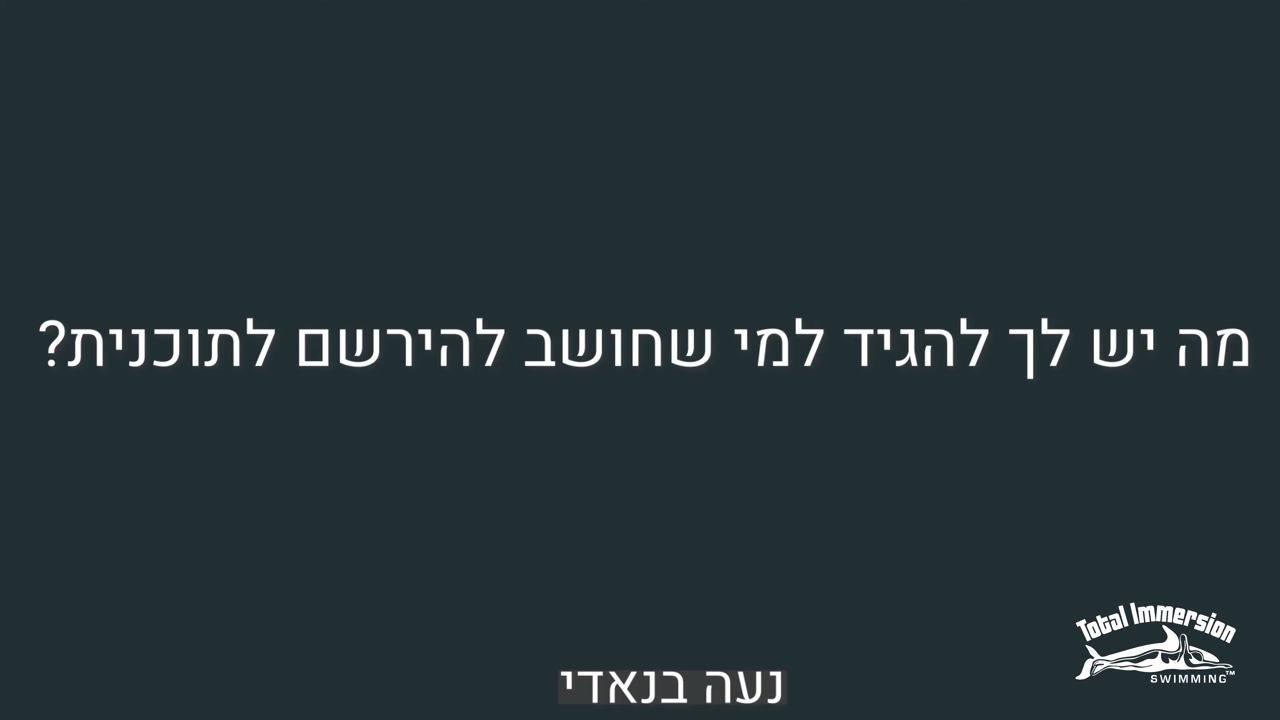 מה יש לך להגיד למי שחושב להירשם לתוכנית?
Total Immersion
SWIMMING™
נעה בנאדי